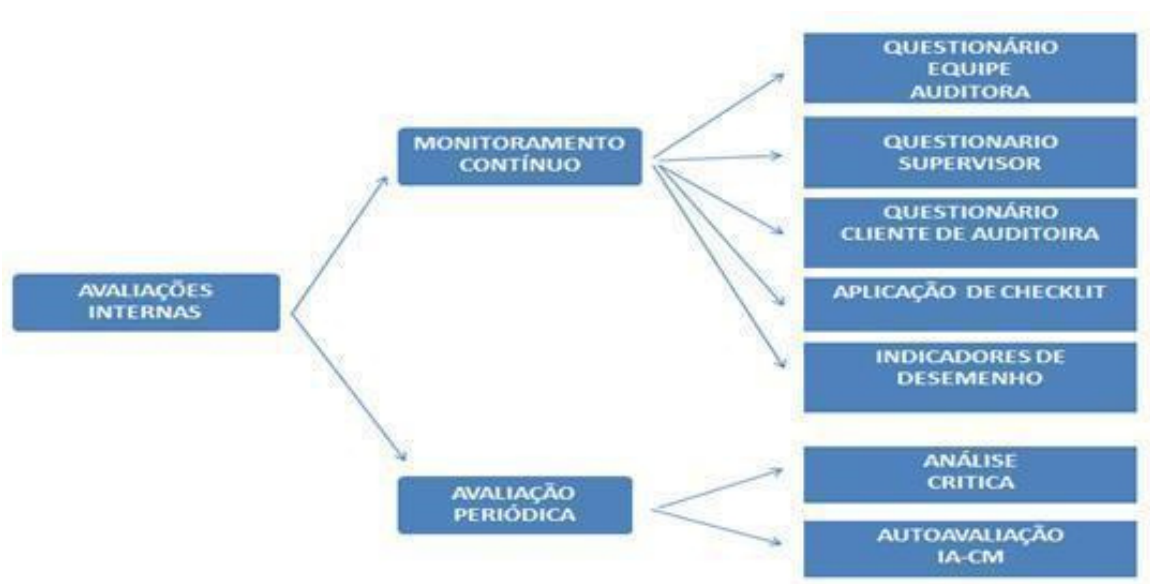 AVALIAÇÕES
INTERNAS
MONITORAMENTO
CONTÍNUO
QUESTIONÁRIO
EQUIPE
AUDITORA
QUESTIONARIO
SUPERVISOR
QUESTIONÁRIO
CLIENTE DE AUDITOIRA
APLICAÇÃO DE CHECKLIT
INDICADORES DE
DESEMENHO
AVALIAÇÃO
PERIÓDICA
ANÁLISE
CRITICA
AUTOAVALIAÇÃO
IA-CM